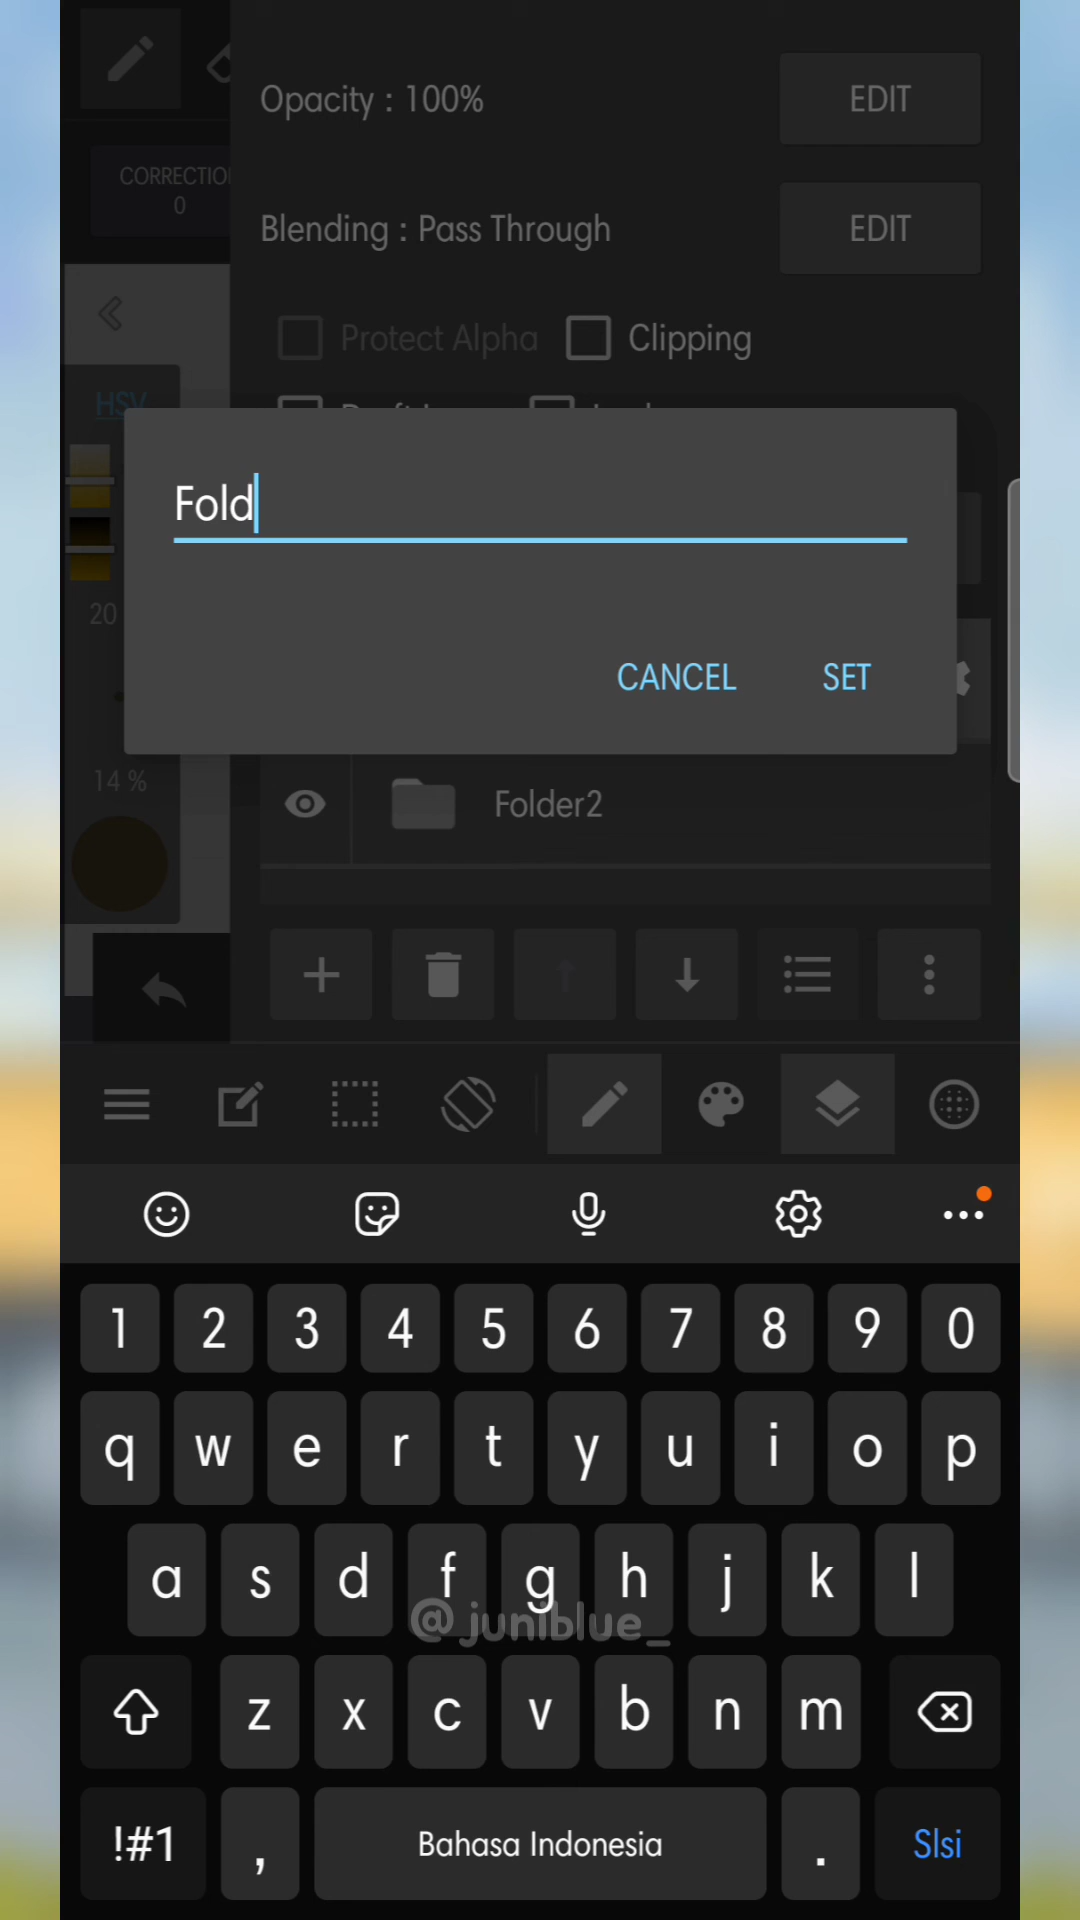 Opacity : 100%
EDIT
CORRECTION
0
Blending : Pass Through
EDIT
Protect Alpha
Clipping
HSV
Fold
20
CANCEL
SET
14 %
Folder2
1 2 3 4 5 6 7 8 9 0
q w e r t y u i o p
a s d f g h j k l
@juniblue_
z x c v b n m
!#1 , Bahasa Indonesia . Slsi